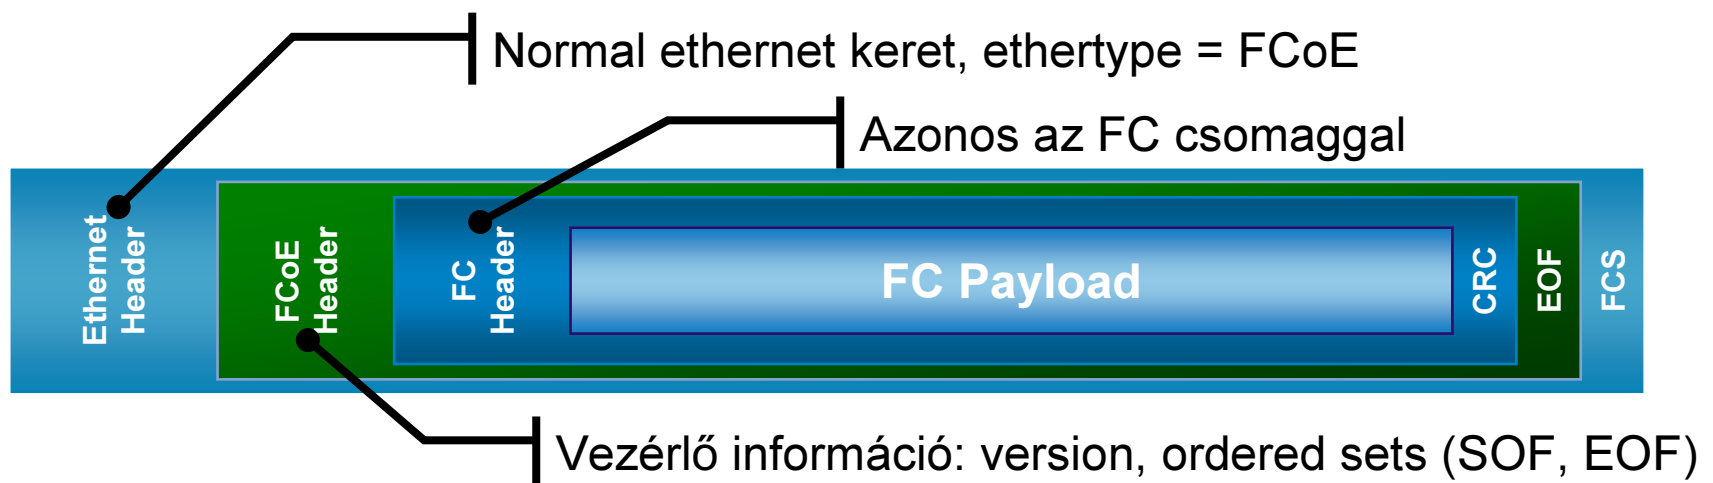 Normal ethernet keret, ethertype = FCoE
Azonos az FC csomaggal
Ethernet
Header
FCoE
Header
FC
Header
FC Payload
CRC
EOF
FCS
Vezérlő információ: version, ordered sets (SOF, EOF)